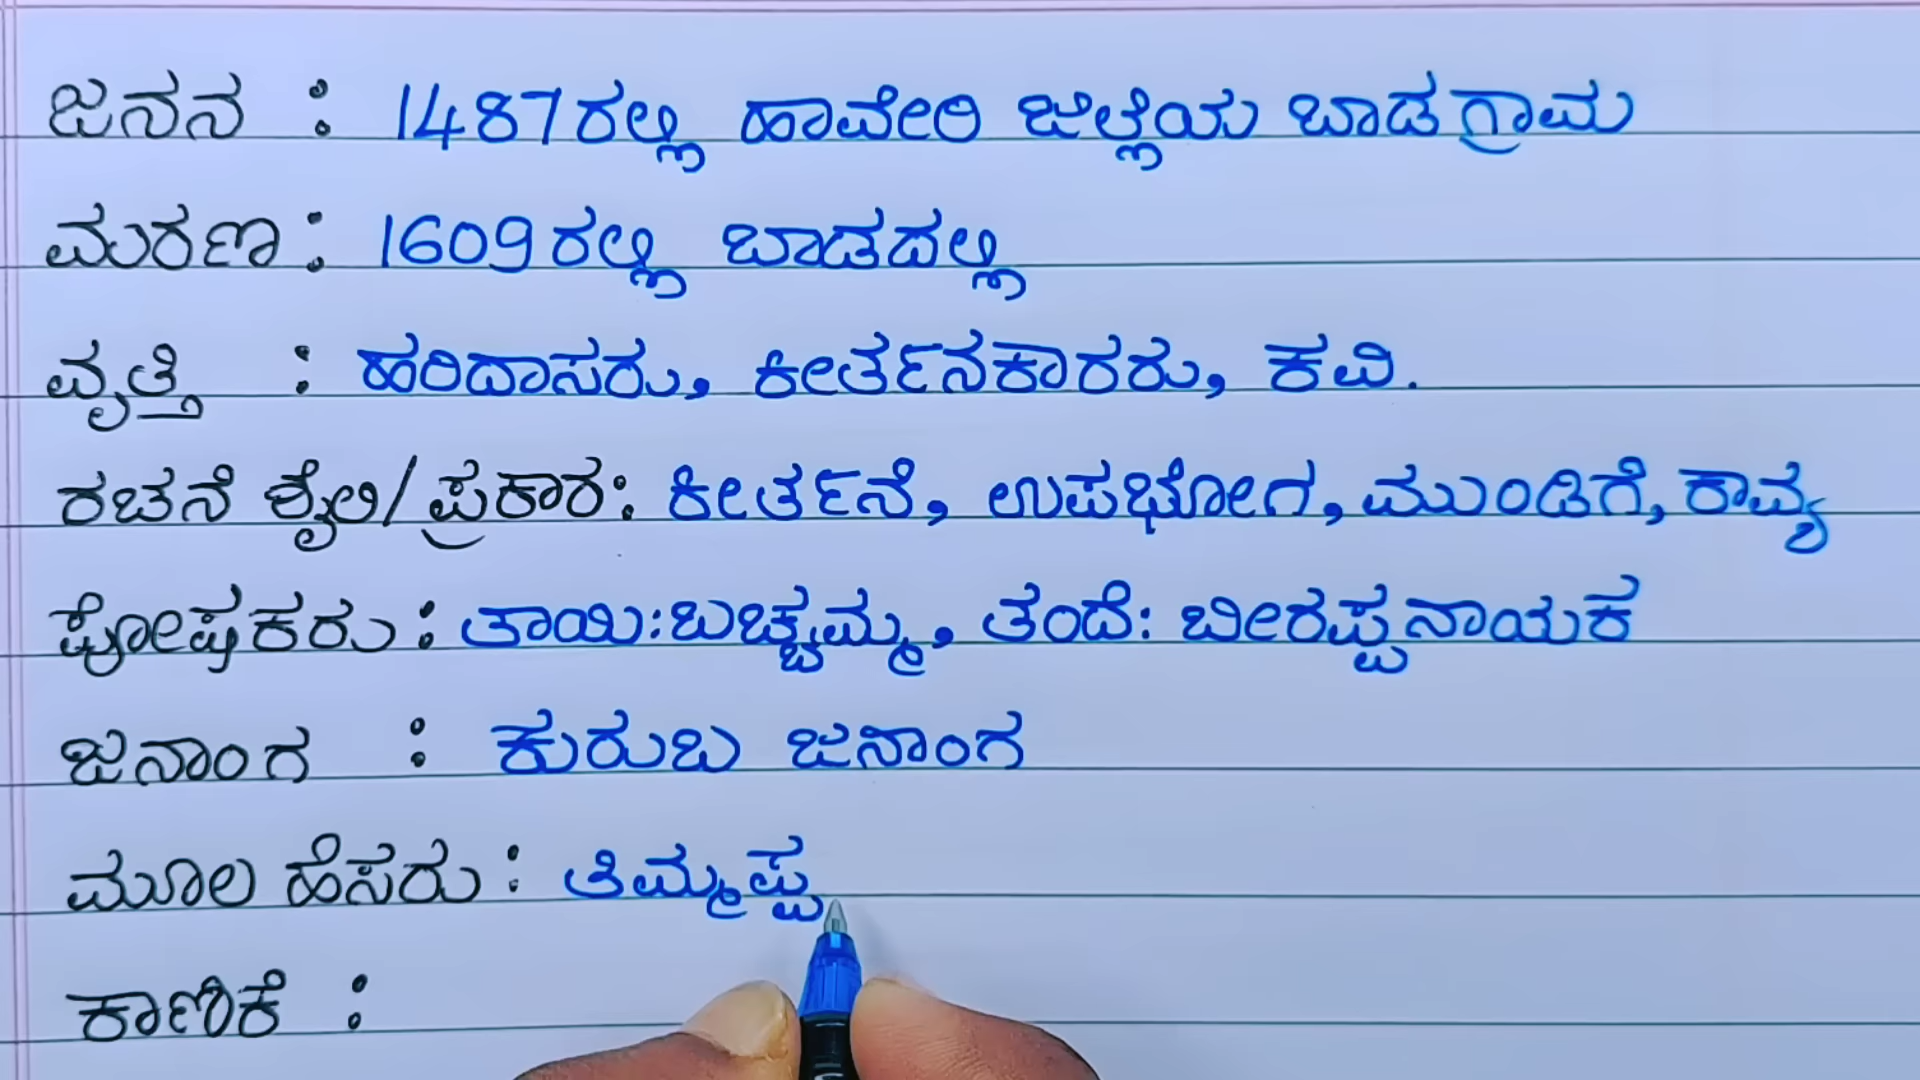 ಜನನ : 1487ರಲ್ಲಿ ಹಾವೇರಿ ಜಿಲ್ಲೆಯ ಬಾಡಗ್ರಾಮ
ಮರಣ : 1609ರಲ್ಲಿ ಬಾಡದಲ್ಲಿ
ವೃತ್ತಿ : ಹರಿದಾಸರು, ಕೀರ್ತನಕಾರರು, ಕವಿ.
ರಚನೆ ಶೈಲಿ/ಪ್ರಕಾರ: ಕೀರ್ತನೆ, ಉಪಭೋಗ, ಮುಂಡಿಗೆ, ಕಾವ್ಯ
ಪೋಷಕರು : ತಾಯಿ:ಬಚ್ಚಮ್ಮ, ತಂದೆ: ಬೀರಪ್ಪನಾಯಕ
ಜನಾಂಗ : ಕುರುಬ ಜನಾಂಗ
ಮೂಲ ಹೆಸರು : ತಿಮ್ಮಪ್ಪ
ಕಾಣಿಕೆ :